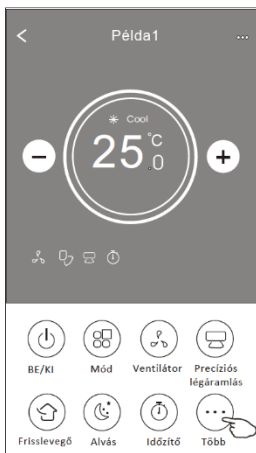 Példa1
...
Cool
25.0 °C
BE/KI
Mód
Ventilátor
Precíziós
légáramlás
Frisslevegő
Alvás
Időzítő
Több